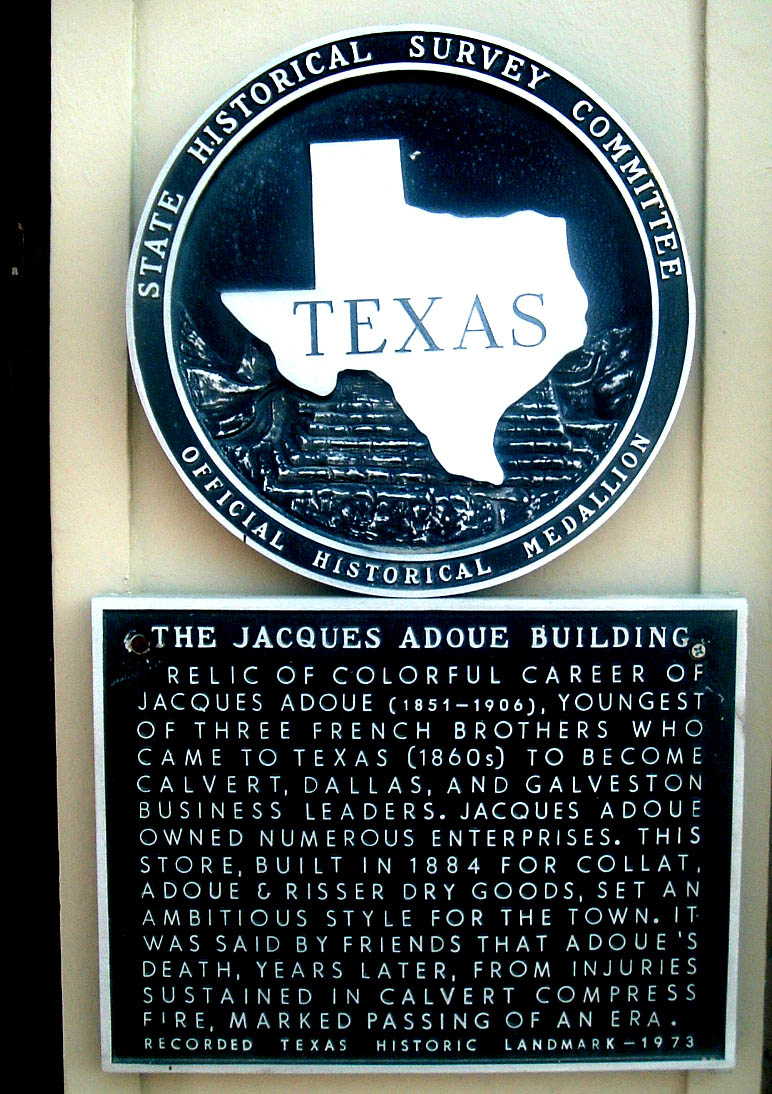 STATE HISTORICAL SURVEY COMMITTEE
TEXAS
OFFICIAL HISTORICAL MEDALLION
THE JACQUES ADOUE BUILDING
RELIC OF COLORFUL CAREER OF
JACQUES ADOUE (1851-1906), YOUNGEST
OF THREE FRENCH BROTHERS WHO
CAME TO TEXAS (1860s) TO BECOME
CALVERT, DALLAS, AND GALVESTON
BUSINESS LEADERS. JACQUES ADOUE
OWNED NUMEROUS ENTERPRISES. THIS
STORE, BUILT IN 1884 FOR COLLAT,
ADOUE & RISSER DRY GOODS, SET AN
AMBITIOUS STYLE FOR THE TOWN. IT
WAS SAID BY FRIENDS THAT ADOUE'S
DEATH, YEARS LATER, FROM INJURIES
SUSTAINED IN CALVERT COMPRESS
FIRE, MARKED PASSING OF AN ERA.
RECORDED TEXAS HISTORIC LANDMARK-1973